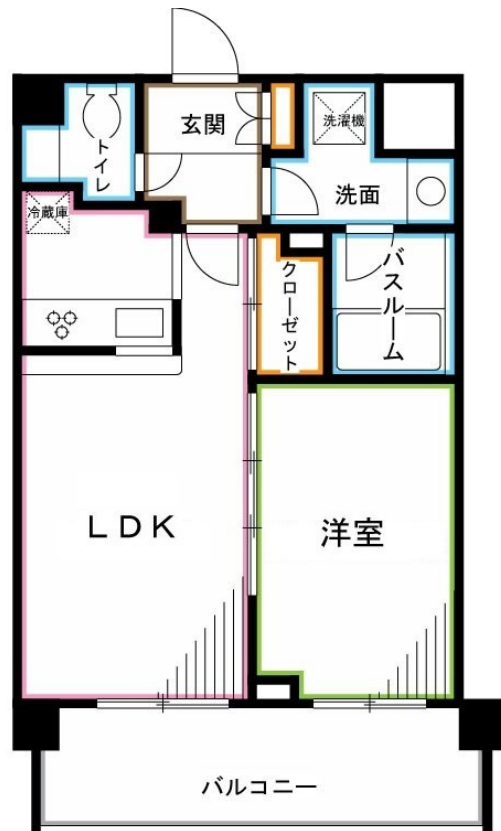 玄関
洗濯機
トイレ
洗面
冷蔵庫
クローゼット
バスルーム
LDK
洋室
バルコニー